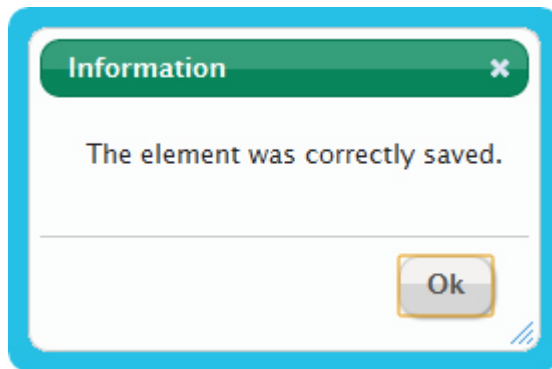 Information
The element was correctly saved.
Ok